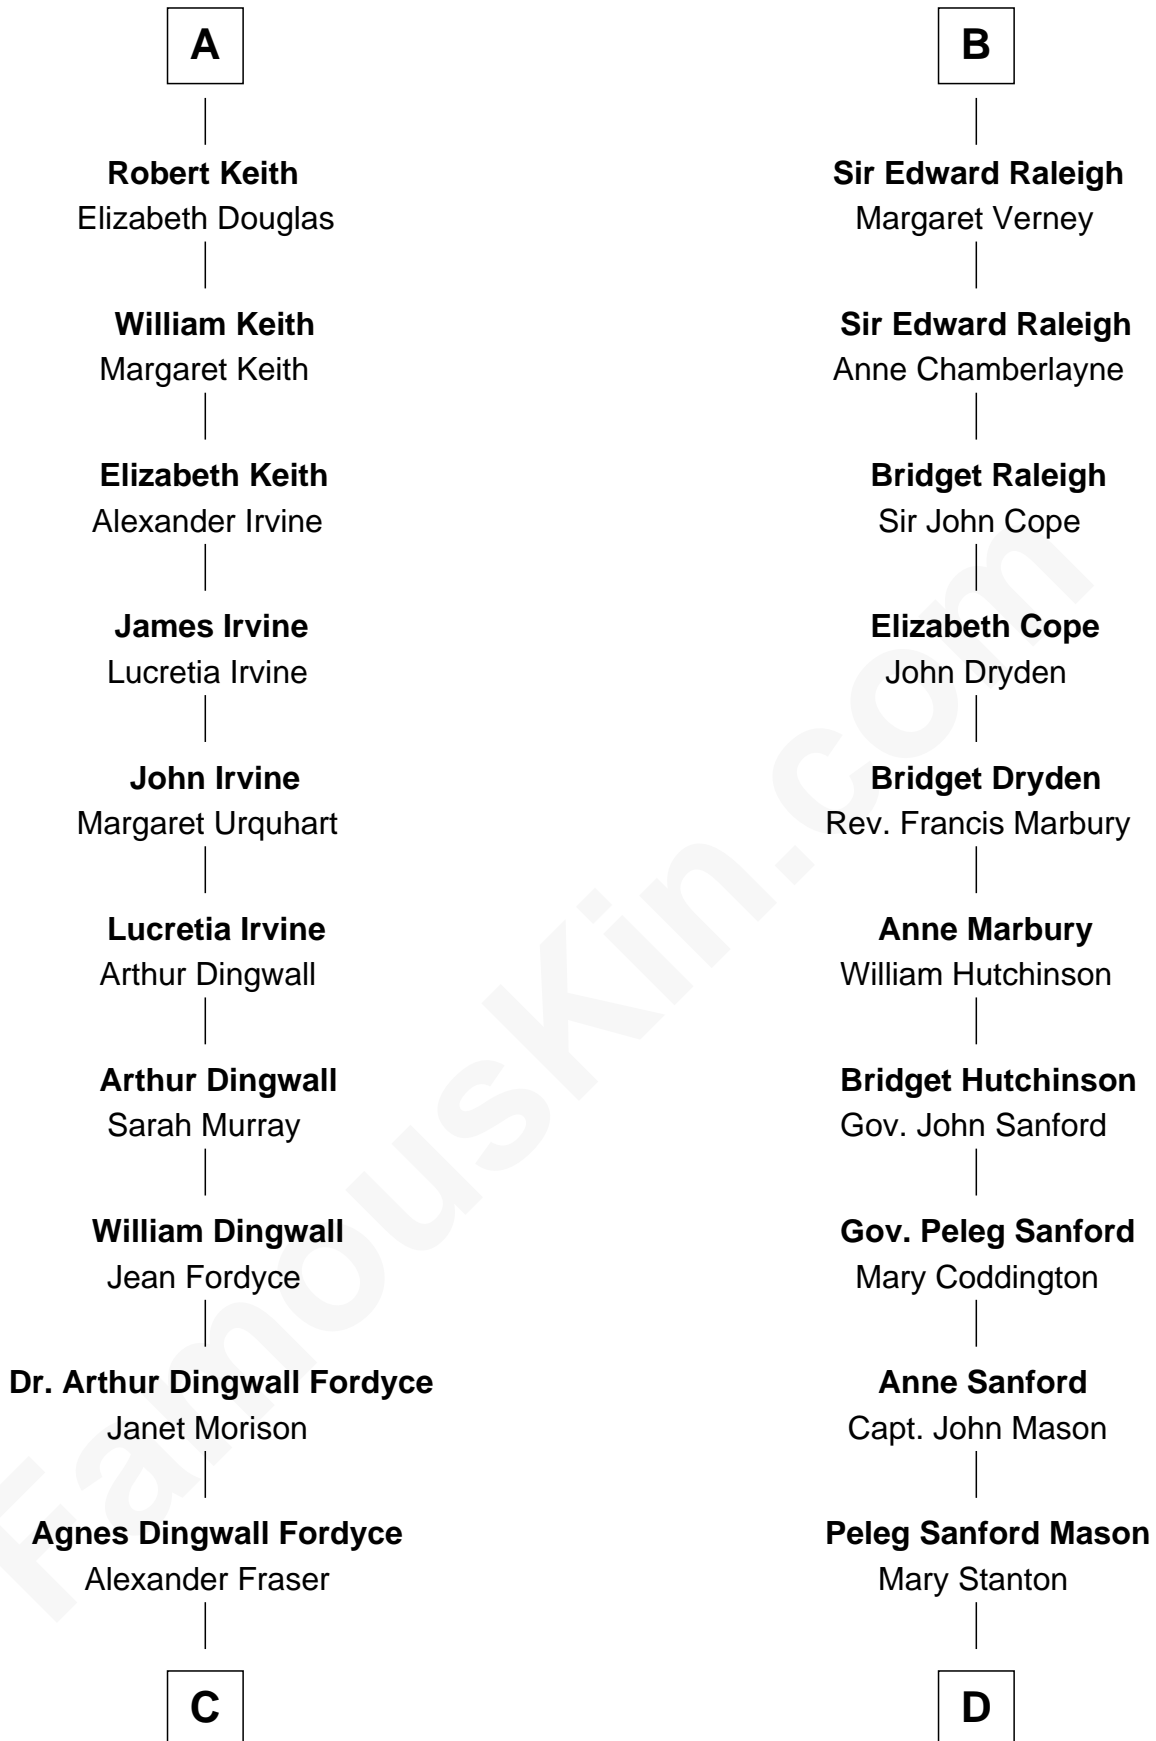 A
Robert Keith
Elizabeth Douglas
William Keith
Margaret Keith
Elizabeth Keith
Alexander Irvine
James Irvine
Lucretia Irvine
John Irvine
Margaret Urquhart
Lucretia Irvine
Arthur Dingwall
Arthur Dingwall
Sarah Murray
William Dingwall
Jean Fordyce
Dr. Arthur Dingwall Fordyce
Janet Morison
Agnes Dingwall Fordyce
Alexander Fraser
C
B
Sir Edward Raleigh
Margaret Verney
Sir Edward Raleigh
Anne Chamberlayne
Bridget Raleigh
Sir John Cope
Elizabeth Cope
John Dryden
Bridget Dryden
Rev. Francis Marbury
Anne Marbury
William Hutchinson
Bridget Hutchinson
Gov. John Sanford
Gov. Peleg Sanford
Mary Coddington
Anne Sanford
Capt. John Mason
Peleg Sanford Mason
Mary Stanton
D
FamousKin.com